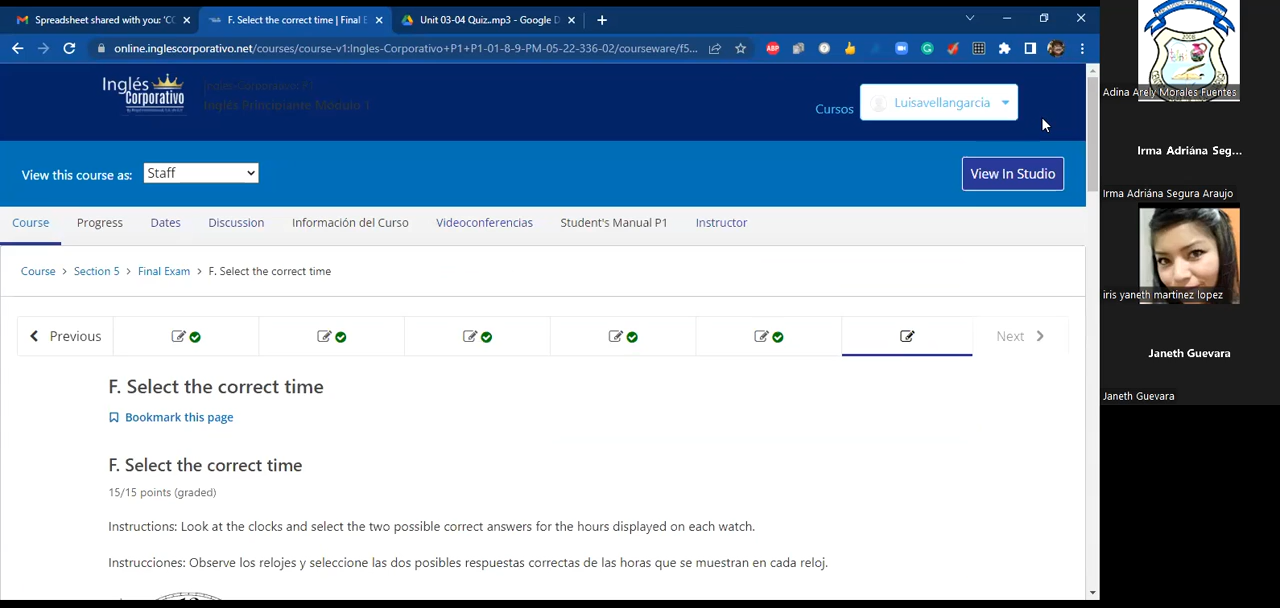 Spreadsheet shared with you: 'CC
F. Select the correct time | Final E
Unit 03-04 Quiz.mp3 - Google D
online.inglescorporativo.net/courses/course-v1:Ingles-Corporativo+P1+P1-01-8-9-PM-05-22-336-02/courseware/f5...
ABP
Inglés
Corporativo
Inglés Principiante Módulo 1
Cursos
Luisavellangarcia
View this course as:
Staff
View In Studio
Course
Progress
Dates
Discussion
Información del Curso
Videoconferencias
Student's Manual P1
Instructor
Course > Section 5 > Final Exam > F. Select the correct time
Previous
Next
F. Select the correct time
Bookmark this page
F. Select the correct time
15/15 points (graded)
Instructions: Look at the clocks and select the two possible correct answers for the hours displayed on each watch.
Instrucciones: Observe los relojes y seleccione las dos posibles respuestas correctas de las horas que se muestran en cada reloj.
2008
Adina Arely Morales Fuentes
Irma Adriána Seg...
Irma Adriána Segura Araujo
iris yaneth martinez lopez
Janeth Guevara
Janeth Guevara